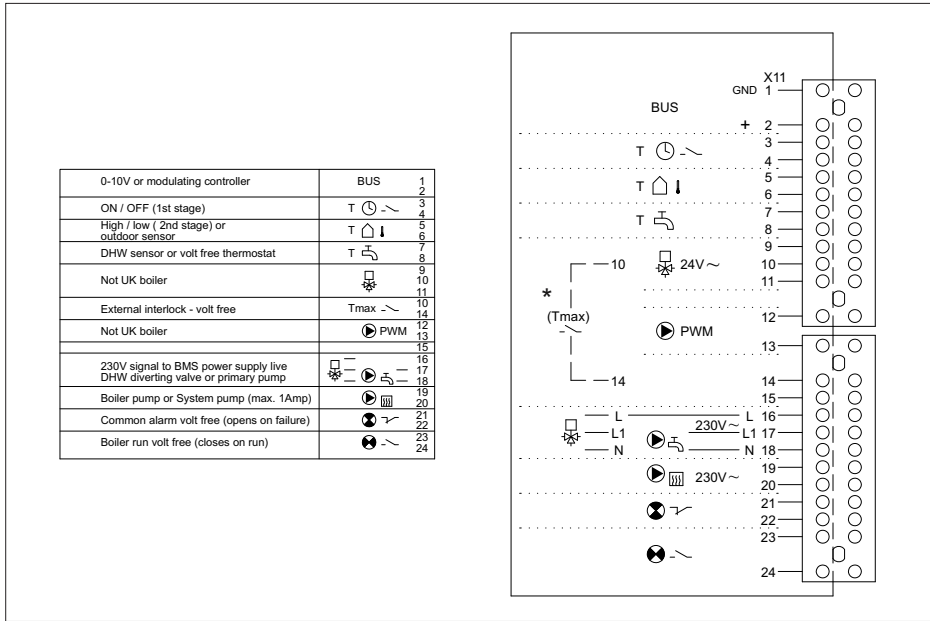 0-10V or modulating controller BUS 1
2
ON / OFF (1st stage) T 3
4
High / low ( 2nd stage) or
outdoor sensor T 5
6
DHW sensor or volt free thermostat T 7
8
Not UK boiler 9
10
11
External interlock - volt free Tmax 10
14
Not UK boiler PWM 12
13
15
230V signal to BMS power supply live
DHW diverting valve or primary pump 16
17
18
Boiler pump or System pump (max. 1Amp) 19
20
Common alarm volt free (opens on failure) 21
22
Boiler run volt free (closes on run) 23
24
X11
GND 1
BUS
+ 2
3
T
4
5
T
6
7
T
8
9
10 24V~ 10
11
*
(Tmax)
12
PWM
13
14 14
15
L L 16
230V~
L1 L1 17
N N 18
19
230V~
20
21
22
23
24